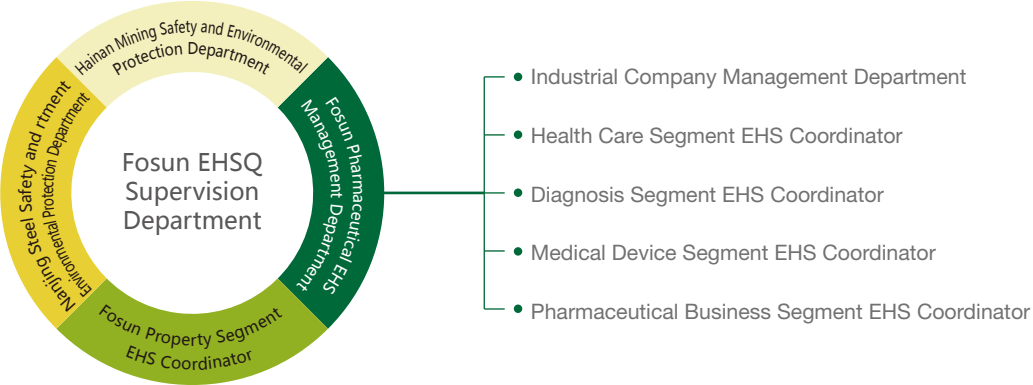 Hainan Mining Safety and Environmental
Protection Department
Nanjing Steel Safety and rtment
Environmental Protection Department
Fosun EHSQ
Supervision
Department
Fosun Pharmaceutical EHS
Management Department
Fosun Property Segment
EHS Coordinator
Industrial Company Management Department
Health Care Segment EHS Coordinator
Diagnosis Segment EHS Coordinator
Medical Device Segment EHS Coordinator
Pharmaceutical Business Segment EHS Coordinator